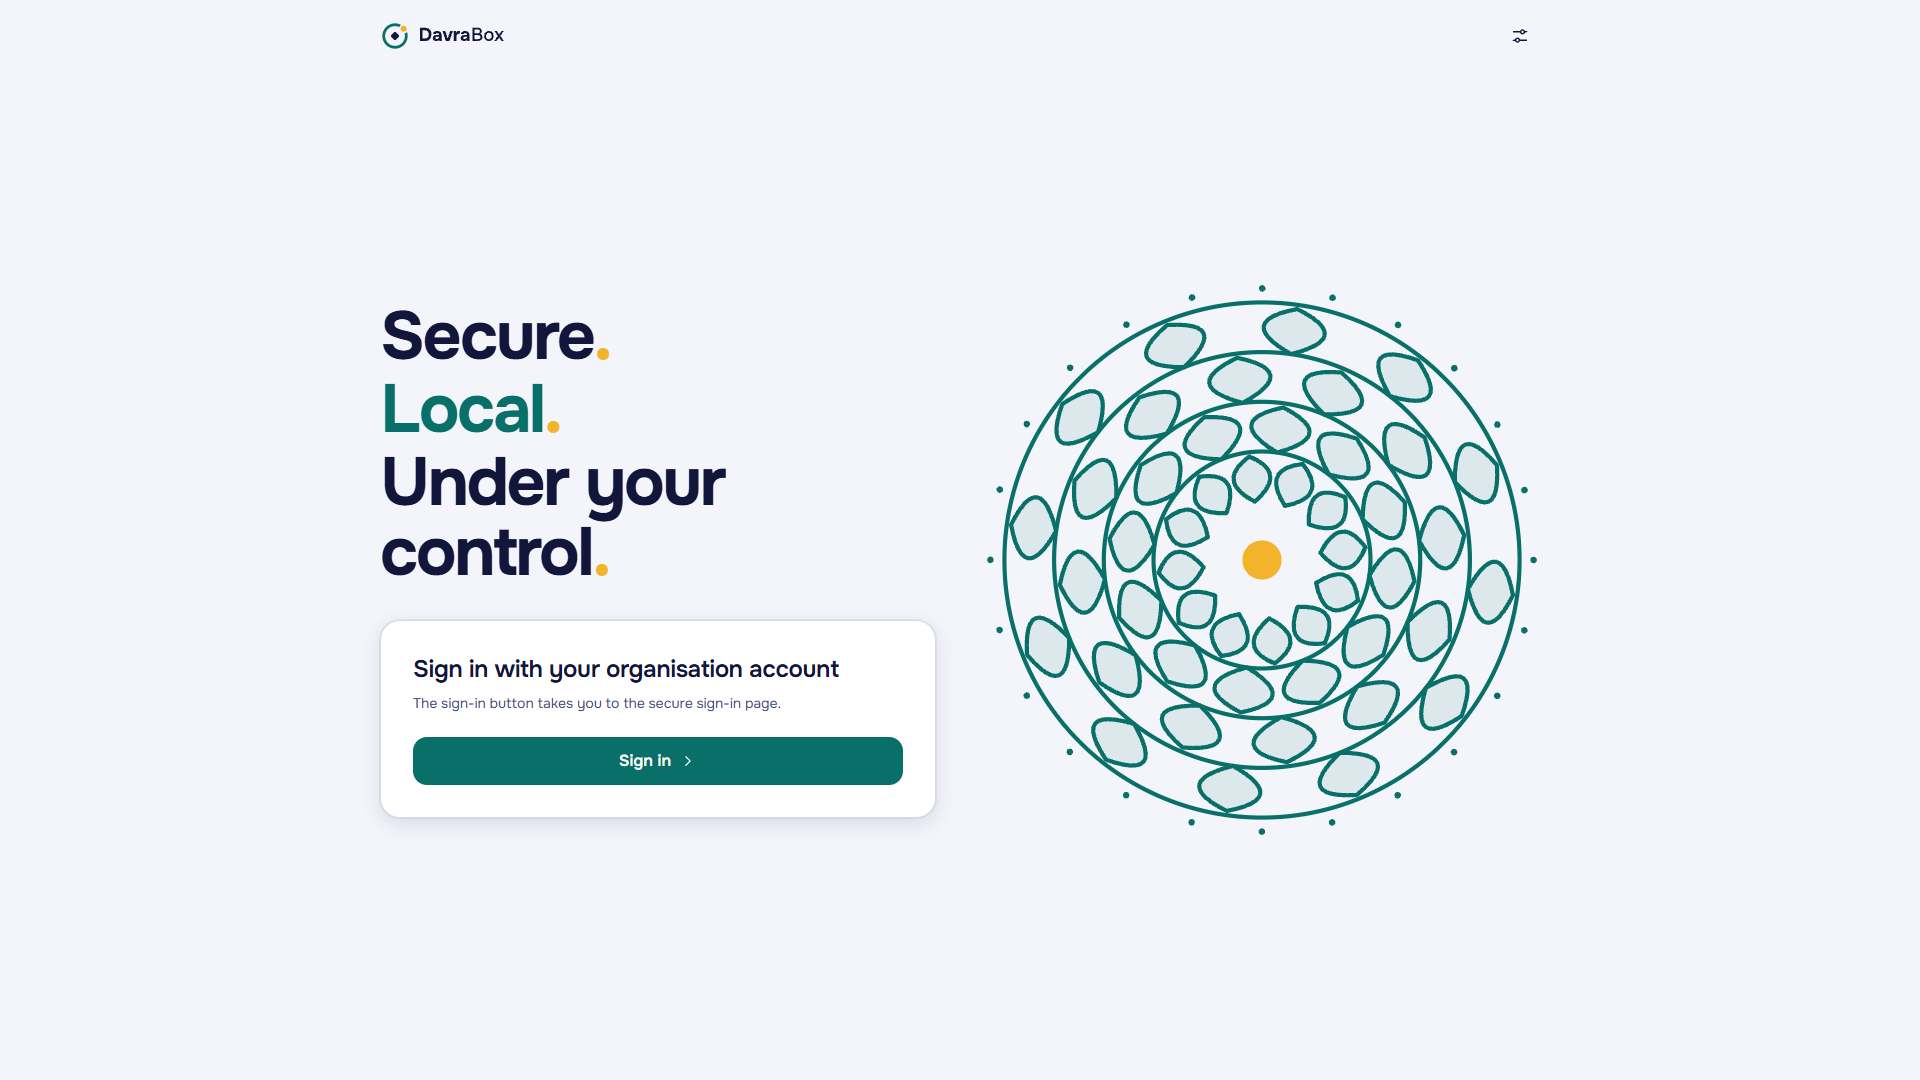 DavraBox
Secure.
Local.
Under your
control.
Sign in with your organisation account
The sign-in button takes you to the secure sign-in page.
Sign in